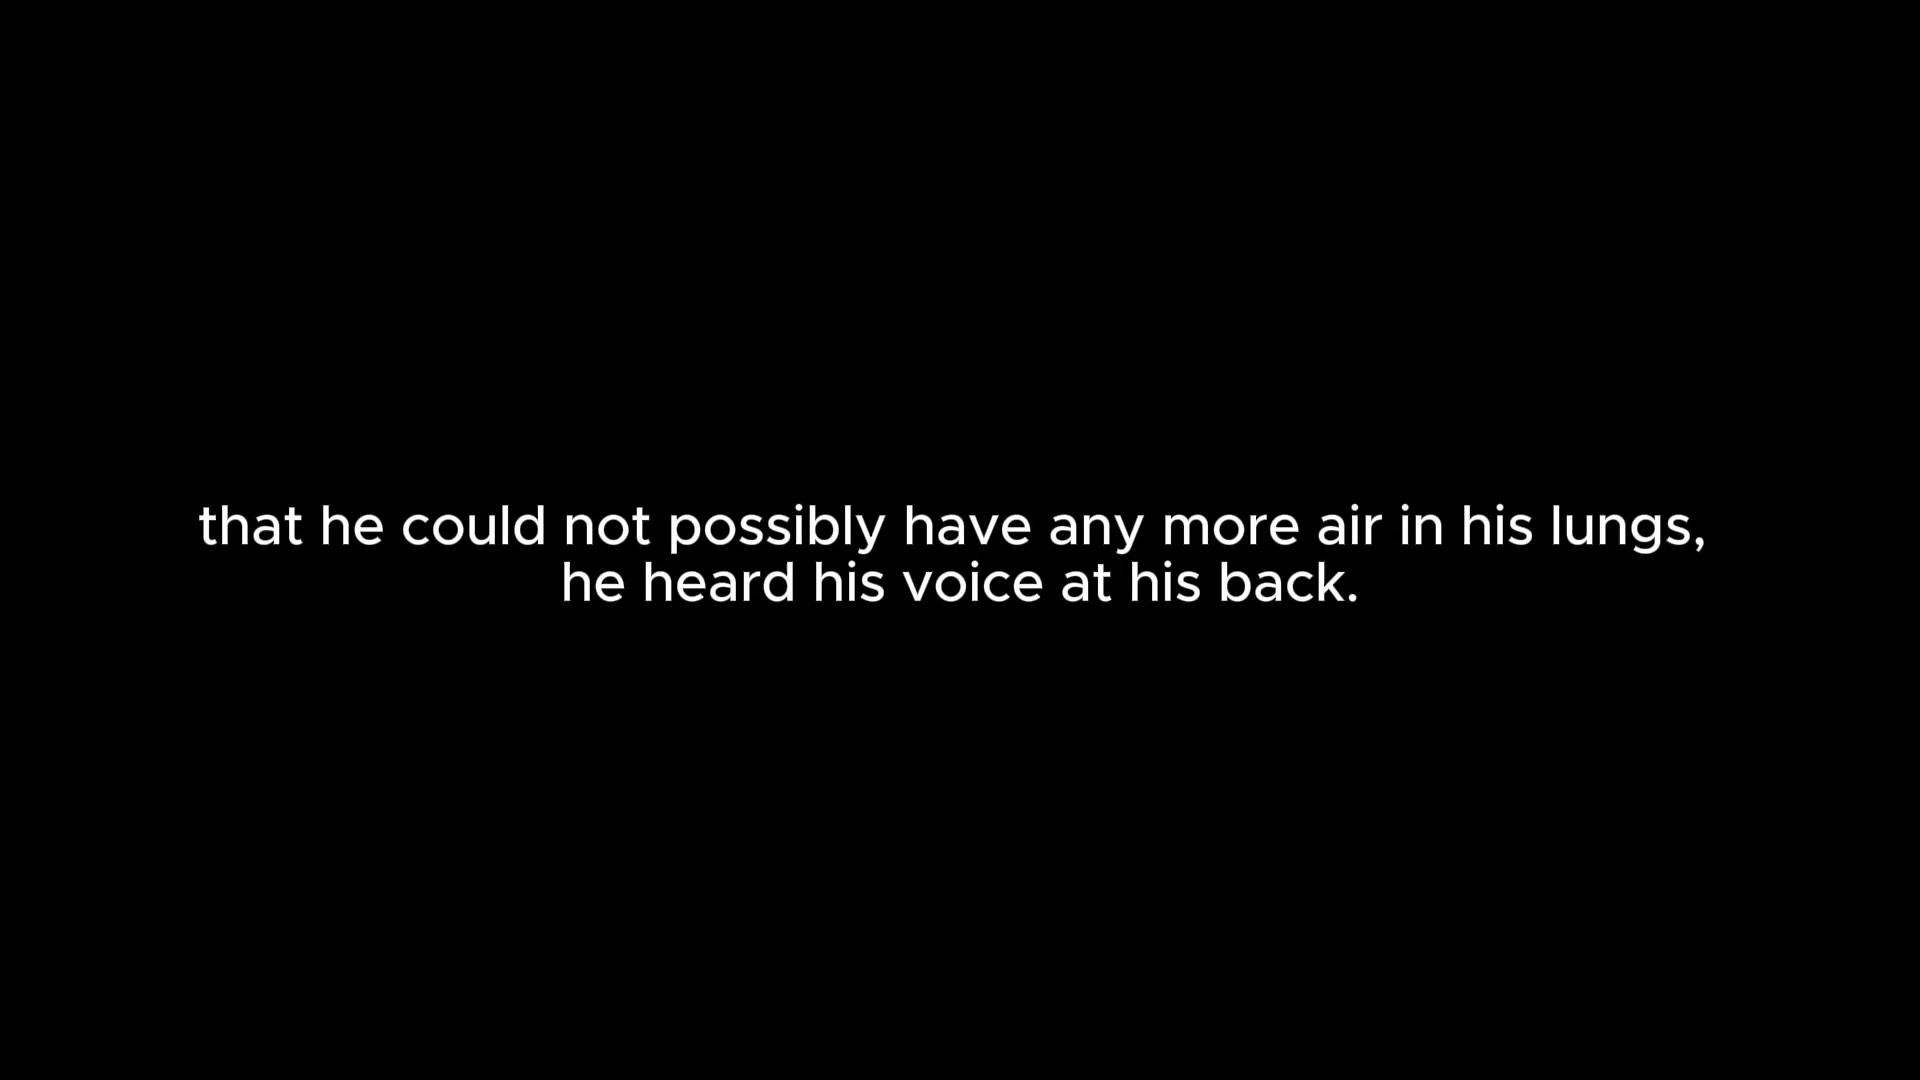 that he could not possibly have any more air in his lungs,
he heard his voice at his back.